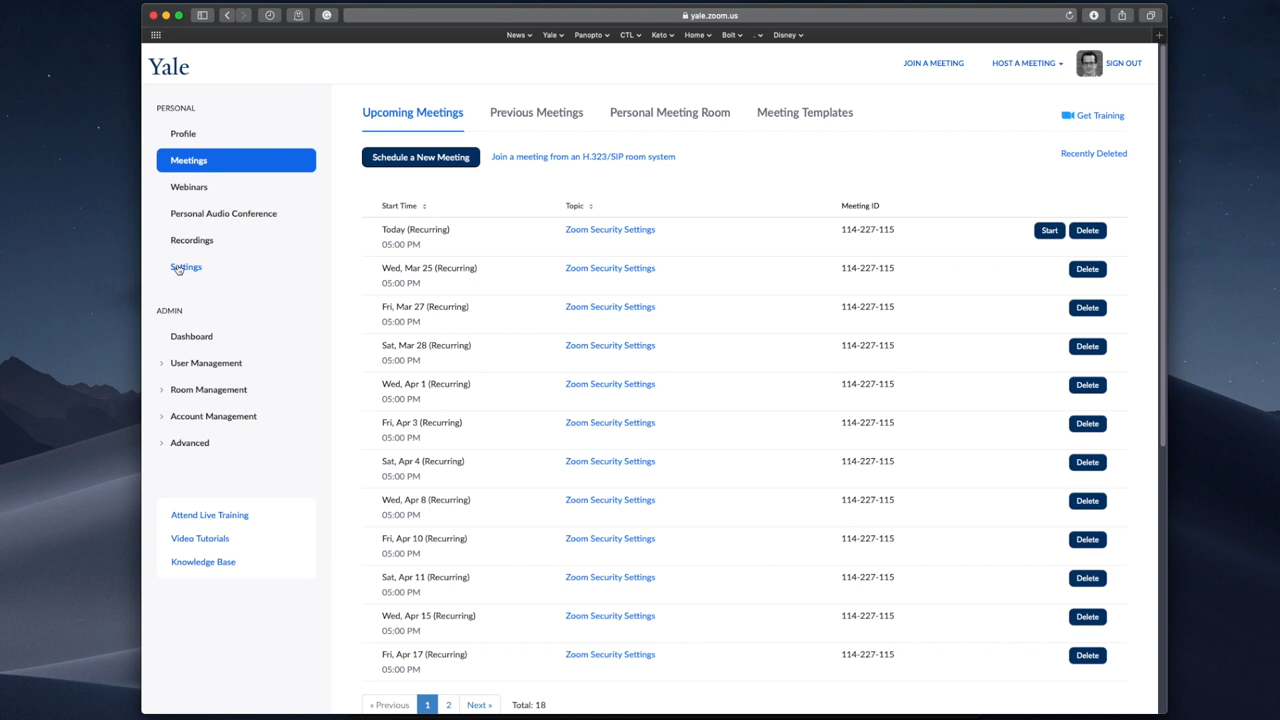 yale.zoom.us
News Yale Panopto CTL Keto Home Bolt . Disney
Yale
JOIN A MEETING HOST A MEETING SIGN OUT
PERSONAL
Profile
Meetings
Webinars
Personal Audio Conference
Recordings
Settings
ADMIN
Dashboard
User Management
Room Management
Account Management
Advanced
Attend Live Training
Video Tutorials
Knowledge Base
Upcoming Meetings Previous Meetings Personal Meeting Room Meeting Templates
Get Training
Schedule a New Meeting Join a meeting from an H.323/SIP room system
Recently Deleted
Start Time Topic Meeting ID
Today (Recurring) Zoom Security Settings 114-227-115 Start Delete
05:00 PM
Wed, Mar 25 (Recurring) Zoom Security Settings 114-227-115 Delete
05:00 PM
Fri, Mar 27 (Recurring) Zoom Security Settings 114-227-115 Delete
05:00 PM
Sat, Mar 28 (Recurring) Zoom Security Settings 114-227-115 Delete
05:00 PM
Wed, Apr 1 (Recurring) Zoom Security Settings 114-227-115 Delete
05:00 PM
Fri, Apr 3 (Recurring) Zoom Security Settings 114-227-115 Delete
05:00 PM
Sat, Apr 4 (Recurring) Zoom Security Settings 114-227-115 Delete
05:00 PM
Wed, Apr 8 (Recurring) Zoom Security Settings 114-227-115 Delete
05:00 PM
Fri, Apr 10 (Recurring) Zoom Security Settings 114-227-115 Delete
05:00 PM
Sat, Apr 11 (Recurring) Zoom Security Settings 114-227-115 Delete
05:00 PM
Wed, Apr 15 (Recurring) Zoom Security Settings 114-227-115 Delete
05:00 PM
Fri, Apr 17 (Recurring) Zoom Security Settings 114-227-115 Delete
05:00 PM
« Previous 1 2 Next » Total: 18